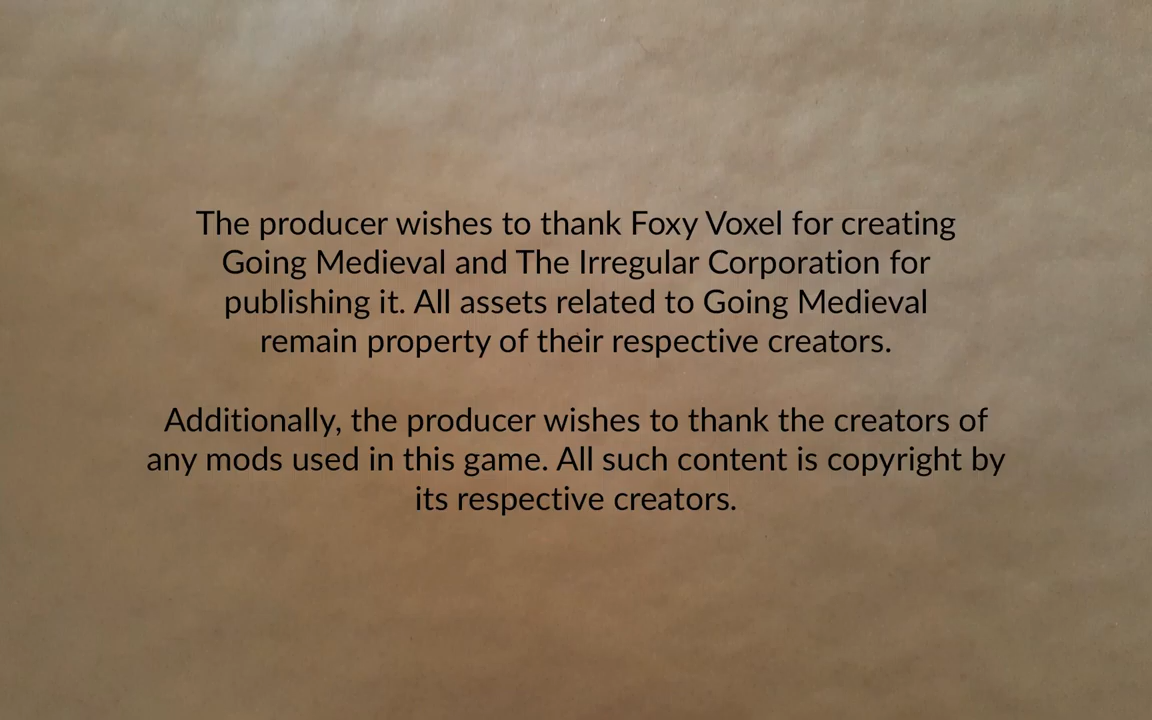 The producer wishes to thank Foxy Voxel for creating
Going Medieval and The Irregular Corporation for
publishing it. All assets related to Going Medieval
remain property of their respective creators.
Additionally, the producer wishes to thank the creators of
any mods used in this game. All such content is copyright by
its respective creators.